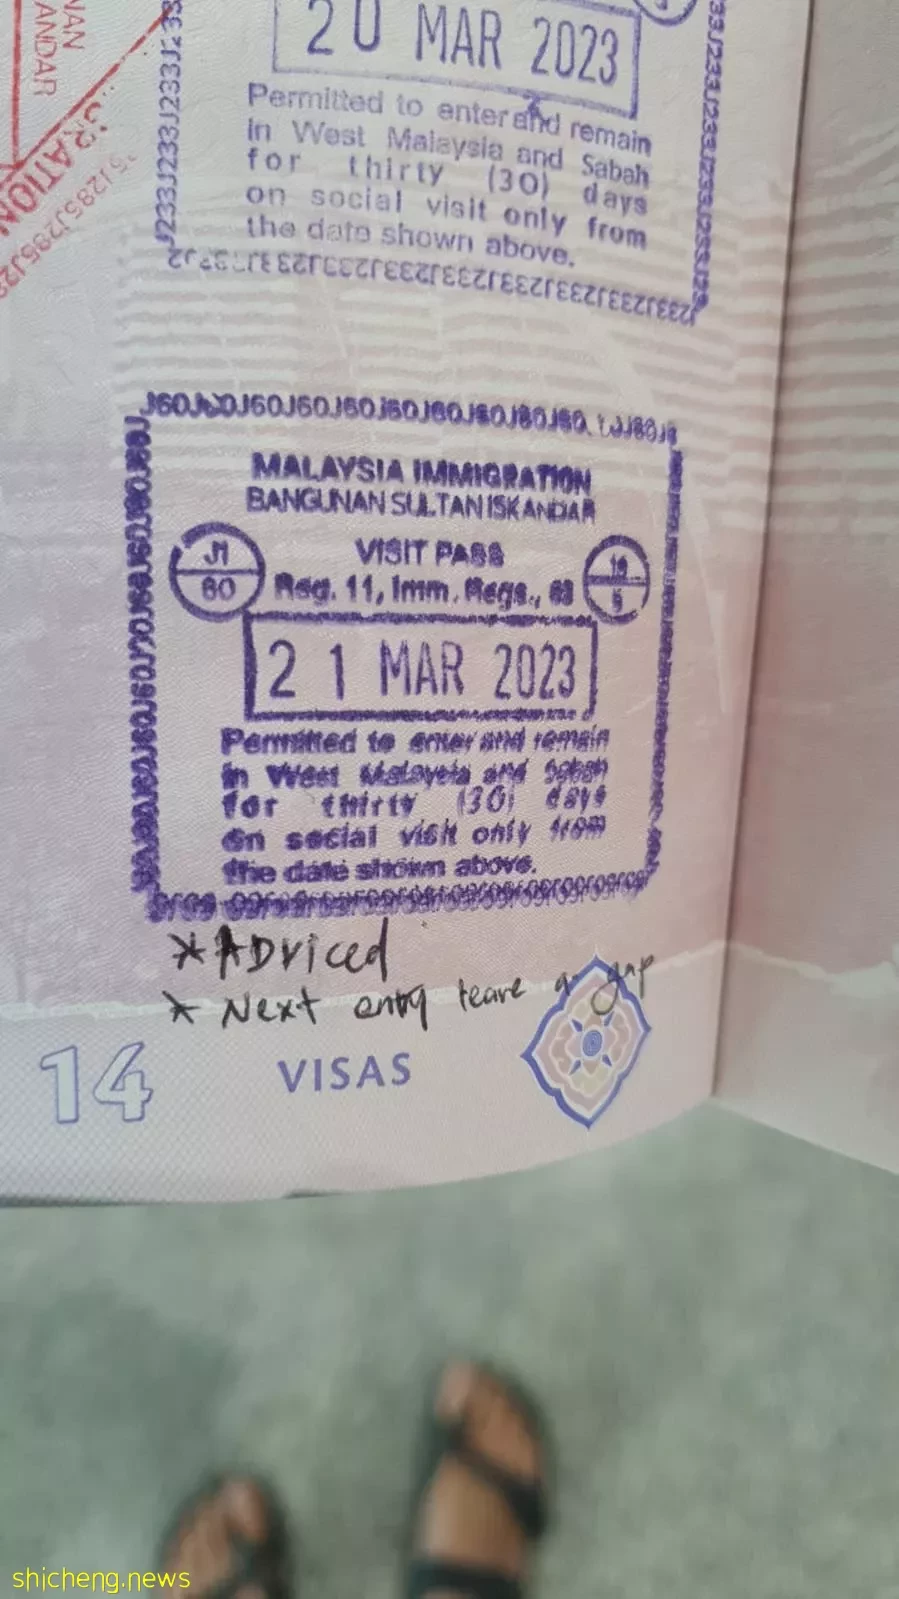 NAN
ANDAR
RATION
20 MAR 2023
Permitted to enter and remain
in West Malaysia and Sabah
for thirty (30) days
on social visit only from
the date shown above.
MALAYSIA IMMIGRATION
BANGUNAN SULTAN ISKANDAR
VISIT PASS
J1
60
Reg. 11, Imm. Regs., 63
21 MAR 2023
Permitted to enter and remain
in West Malaysia and Sabah
for thirty (30) days
on social visit only from
the date shown above.
* ADVICED
* Next entry leave a gap
14 VISAS
shicheng.news